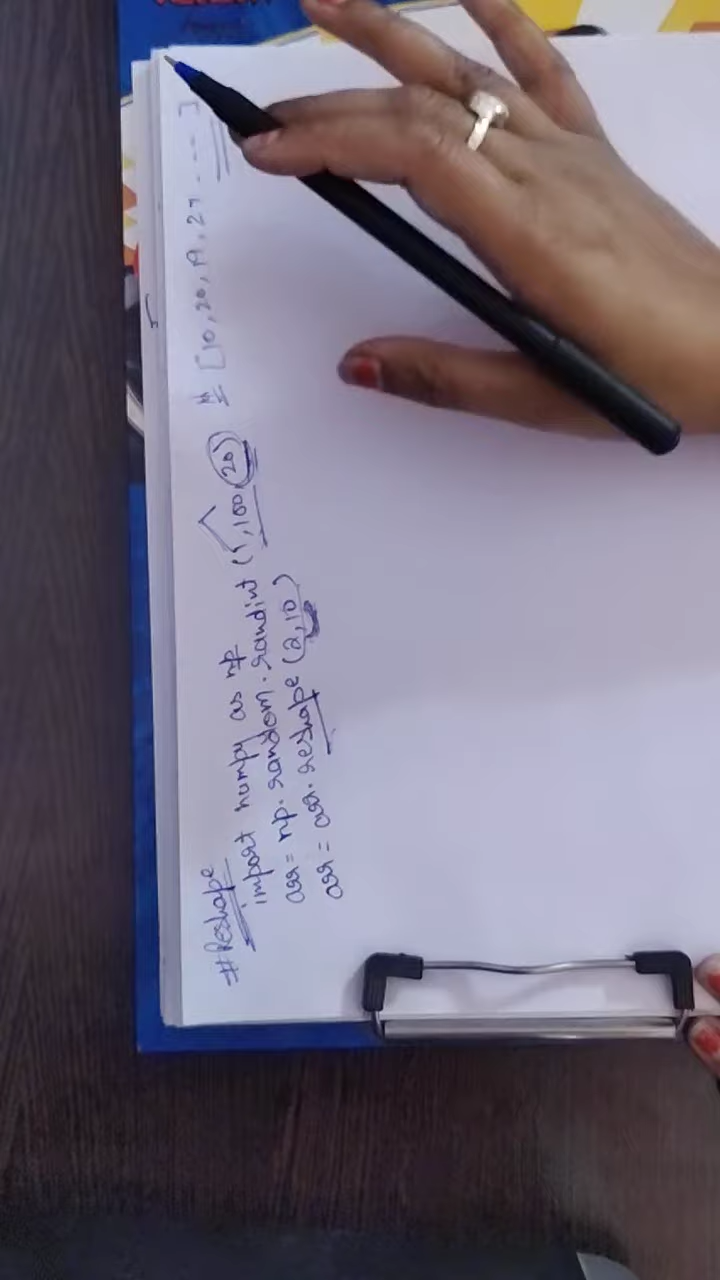 #Reshape
import numpy as np
arr = np.random.randint (1,100,20) # [10,20,19,27 ----]
arr = arr.reshape (2,10)